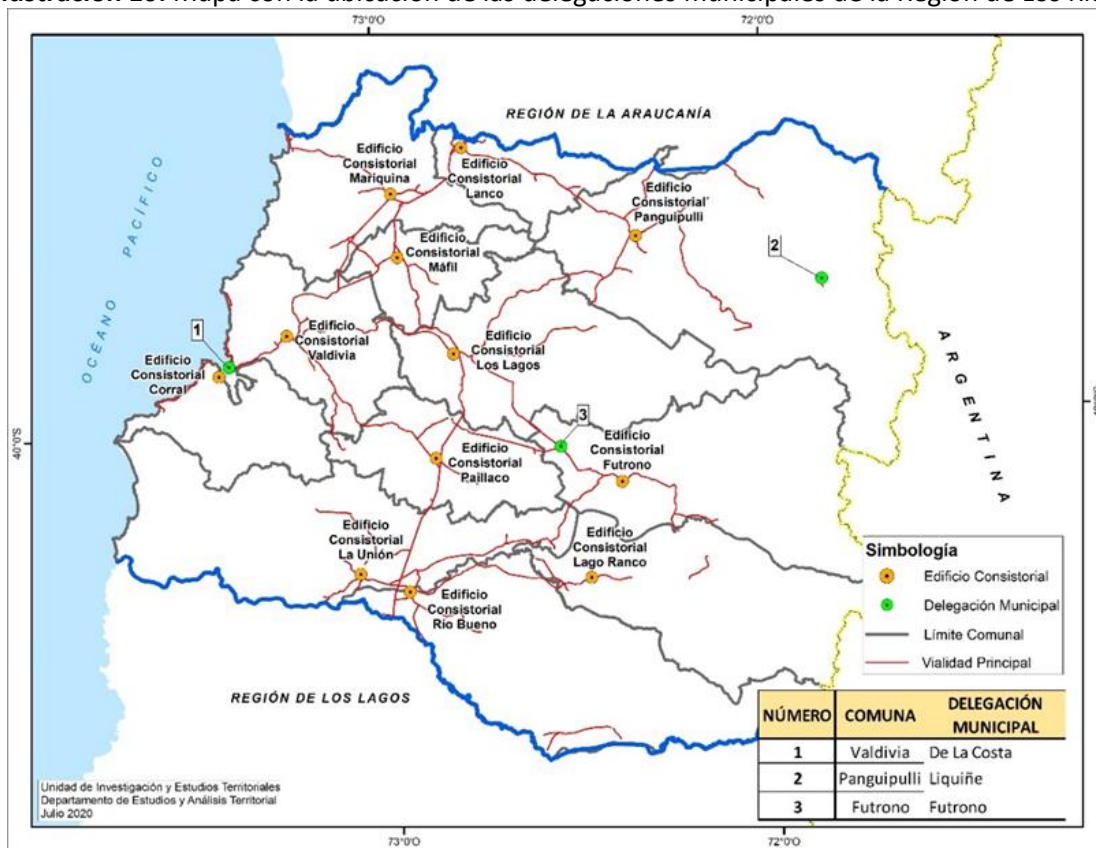 Ilustración 10: Mapa con la ubicación de las delegaciones municipales de la Región de Los
73°0'O
72°0'O
REGIÓN DE LA ARAUCANÍA
OCÉANO PACÍFICO
Edificio
Consistorial
Mariquina
Edificio
Consistorial
Lanco
Edificio
Consistorial
Panguipulli
Edificio
Consistorial
Máfil
2
1
Edificio
Consistorial
Valdivia
Edificio
Consistorial
Los Lagos
Edificio
Consistorial
Corral
ARGENTINA
40°0'S
3
Edificio
Consistorial
Futrono
Edificio
Consistorial
Paillaco
Edificio
Consistorial
La Unión
Edificio
Consistorial
Lago Ranco
Edificio
Consistorial
Río Bueno
Simbología
Edificio Consistorial
Delegación Municipal
Límite Comunal
Vialidad Principal
REGIÓN DE LOS LAGOS
NÚMERO COMUNA DELEGACIÓN
MUNICIPAL
1 Valdivia De La Costa
2 Panguipulli Liquiñe
3 Futrono Futrono
Unidad de Investigación y Estudios Territoriales
Departamento de Estudios y Análisis Territorial
Julio 2020
73°0'O
72°0'O